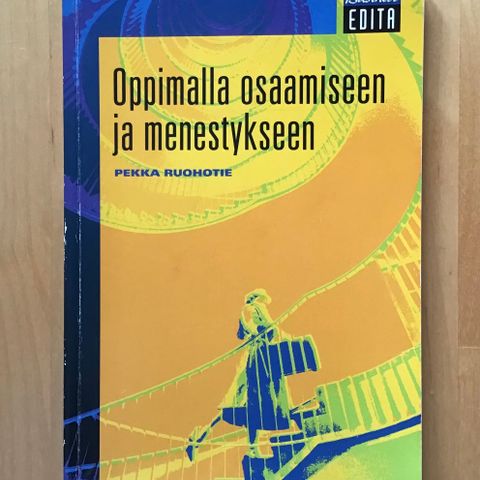 EDITA
Oppimalla osaamiseen
ja menestykseen
PEKKA RUOHOTIE